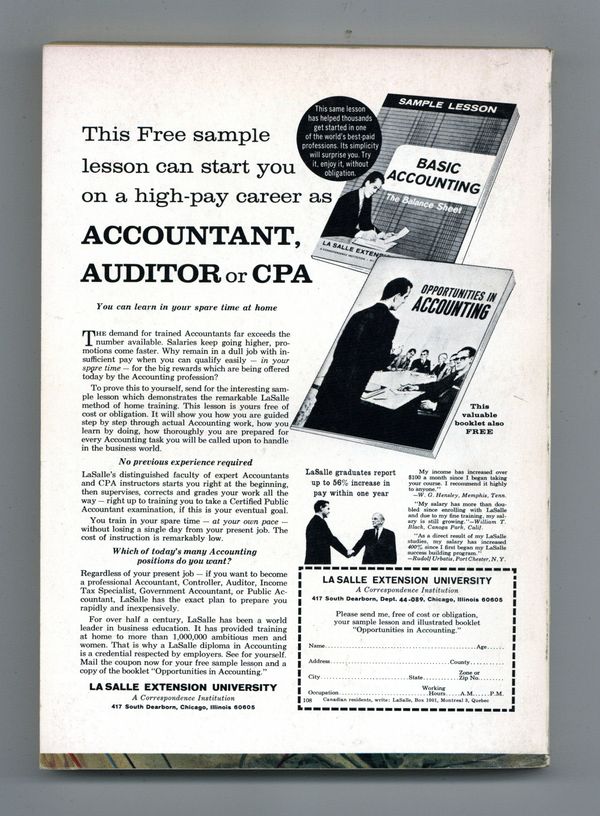 This Free sample
lesson can start you
on a high-pay career as
ACCOUNTANT,
AUDITOR or CPA
You can learn in your spare time at home
THE demand for trained Accountants far exceeds the
number available. Salaries keep going higher, pro-
motions come faster. Why remain in a dull job with in-
sufficient pay when you can qualify easily — in your
spare time — for the big rewards which are being offered
today by the Accounting profession?
To prove this to yourself, send for the interesting sam-
ple lesson which demonstrates the remarkable LaSalle
method of home training. This lesson is yours free of
cost or obligation. It will show you how you are guided
step by step through actual Accounting work, how you
learn by doing, how thoroughly you are prepared for
every Accounting task you will be called upon to handle
in the business world.
No previous experience required
LaSalle's distinguished faculty of expert Accountants
and CPA instructors starts you right at the beginning,
then supervises, corrects and grades your work all the
way — right up to training you to take a Certified Public
Accountant examination, if this is your eventual goal.
You train in your spare time — at your own pace —
without losing a single day from your present job. The
cost of instruction is remarkably low.
Which of today's many Accounting
positions do you want?
Regardless of your present job — if you want to become
a professional Accountant, Controller, Auditor, Income
Tax Specialist, Government Accountant, or Public Ac-
countant, LaSalle has the exact plan to prepare you
rapidly and inexpensively.
For over half a century, LaSalle has been a world
leader in business education. It has provided training
at home to more than 1,000,000 ambitious men and
women. That is why a LaSalle diploma in Accounting
is a credential respected by employers. See for yourself.
Mail the coupon now for your free sample lesson and a
copy of the booklet "Opportunities in Accounting."
LA SALLE EXTENSION UNIVERSITY
A Correspondence Institution
417 South Dearborn, Chicago, Illinois 60605
This same lesson
has helped thousands
get started in one
of the world's best-paid
professions. Its simplicity
will surprise you. Try
it, enjoy it, without
obligation.
SAMPLE LESSON
BASIC
ACCOUNTING
The Balance Sheet
LA SALLE EXTEN
OPPORTUNITIES IN
ACCOUNTING
This
valuable
booklet also
FREE
LaSalle graduates report
up to 56% increase in
pay within one year
My income has increased over
$100 a month since I began taking
your course. I recommend it highly
to anyone."
—W. G. Hensley, Memphis, Tenn.
"My salary has more than dou-
bled since enrolling with LaSalle
and due to my fine training, my sal-
ary is still growing."—William T.
Black, Canoga Park, Calif.
"As a direct result of my LaSalle
studies, my salary has increased
400% since I first began my LaSalle
success building program."
—Rudolf Urbatis, Port Chester, N. Y.
LA SALLE EXTENSION UNIVERSITY
A Correspondence Institution
417 South Dearborn, Dept. 44-089, Chicago, Illinois 60605
Please send me, free of cost or obligation,
your sample lesson and illustrated booklet
"Opportunities in Accounting."
Name Age
Address County
City State Zone or Zip No.
Occupation Working Hours A.M. P.M.
108 Canadian residents, write: LaSalle, Box 1001, Montreal 3, Quebec